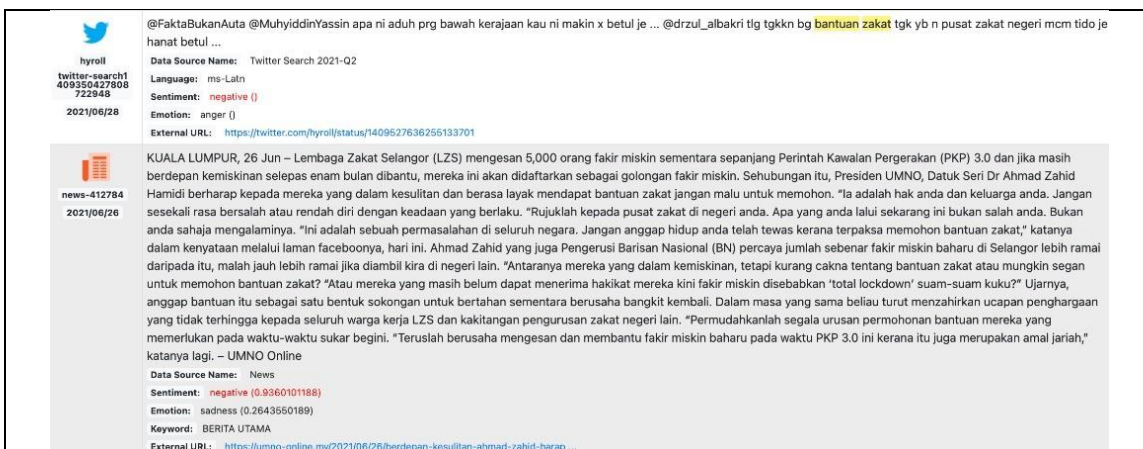 @FaktaBukanAuta @MuhyiddinYassin apa ni aduh prg bawah kerajaan kau ni makin x betul je ... @drzul_albakri tlg tgkkn bg bantuan zakat tgk yb n pusat zakat negeri mcm tido je
hanat betul ...
hyroll
twitter-search1
409350427808
722948
2021/06/28
Data Source Name: Twitter Search 2021-Q2
Language: ms-Latn
Sentiment: negative ()
Emotion: anger ()
External URL: https://twitter.com/hyroll/status/1409527636255133701
news-412784
2021/06/26
KUALA LUMPUR, 26 Jun – Lembaga Zakat Selangor (LZS) mengesan 5,000 orang fakir miskin sementara sepanjang Perintah Kawalan Pergerakan (PKP) 3.0 dan jika masih
berdepan kemiskinan selepas enam bulan dibantu, mereka ini akan didaftarkan sebagai golongan fakir miskin. Sehubungan itu, Presiden UMNO, Datuk Seri Dr Ahmad Zahid
Hamidi berharap kepada mereka yang dalam kesulitan dan berasa layak mendapat bantuan zakat jangan malu untuk memohon. “Ia adalah hak anda dan keluarga anda. Jangan
sesekali rasa bersalah atau rendah diri dengan keadaan yang berlaku. “Rujuklah kepada pusat zakat di negeri anda. Apa yang anda lalui sekarang ini bukan salah anda. Bukan
anda sahaja mengalaminya. “Ini adalah sebuah permasalahan di seluruh negara. Jangan anggap hidup anda telah tewas kerana terpaksa memohon bantuan zakat,” katanya
dalam kenyataan melalui laman faceboonya, hari ini. Ahmad Zahid yang juga Pengerusi Barisan Nasional (BN) percaya jumlah sebenar fakir miskin baharu di Selangor lebih ramai
daripada itu, malah jauh lebih ramai jika diambil kira di negeri lain. “Antaranya mereka yang dalam kemiskinan, tetapi kurang cakna tentang bantuan zakat atau mungkin segan
untuk memohon bantuan zakat? “Atau mereka yang masih belum dapat menerima hakikat mereka kini fakir miskin disebabkan ‘total lockdown’ suam-suam kuku?” Ujarnya,
anggap bantuan itu sebagai satu bentuk sokongan untuk bertahan sementara berusaha bangkit kembali. Dalam masa yang sama beliau turut menzahirkan ucapan penghargaan
yang tidak terhingga kepada seluruh warga kerja LZS dan kakitangan pengurusan zakat negeri lain. “Permudahkanlah segala urusan permohonan bantuan mereka yang
memerlukan pada waktu-waktu sukar begini. “Teruslah berusaha mengesan dan membantu fakir miskin baharu pada waktu PKP 3.0 ini kerana itu juga merupakan amal jariah,”
katanya lagi. – UMNO Online
Data Source Name: News
Sentiment: negative (0.9360101188)
Emotion: sadness (0.2643550189)
Keyword: BERITA UTAMA
External URL: https://umno-online.my/2021/06/26/berdepan-kesulitan-ahmad-zahid-harap ...